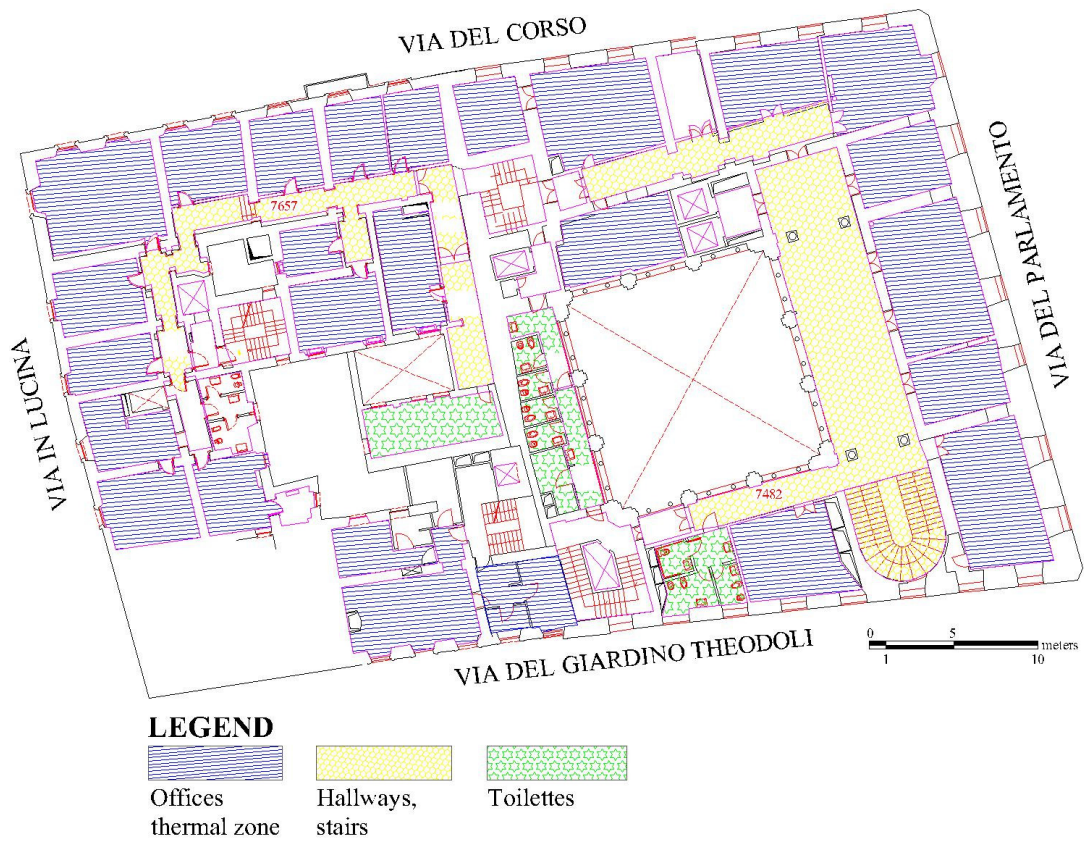 VIA DEL CORSO
VIA DEL PARLAMENTO
7657
VIA IN LUCINA
7482
VIA DEL GIARDINO THEODOLI
0 5
meters
1 10
LEGEND
Offices
thermal zone
Hallways,
stairs
Toilettes